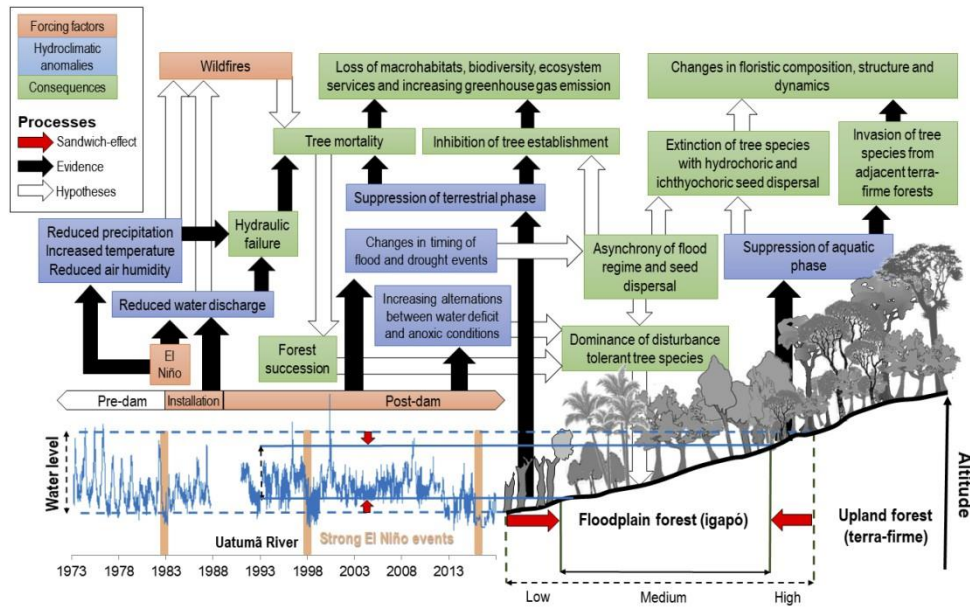 Forcing factors
Hydroclimatic
anomalies
Consequences
Processes
Sandwich-effect
Evidence
Hypotheses
Wildfires
Loss of macrohabitats, biodiversity, ecosystem
services and increasing greenhouse gas emission
Changes in floristic composition, structure and
dynamics
Tree mortality
Inhibition of tree establishment
Extinction of tree species
with hydrochoric and
ichthyochoric seed dispersal
Invasion of tree
species from
adjacent terra-
firme forests
Suppression of terrestrial phase
Hydraulic
failure
Reduced precipitation
Increased temperature
Reduced air humidity
Changes in timing of
flood and drought events
Asynchrony of flood
regime and seed
dispersal
Suppression of aquatic
phase
Reduced water discharge
Increasing alternations
between water deficit
and anoxic conditions
El
Niño
Forest
succession
Dominance of disturbance
tolerant tree species
Pre-dam
Installation
Post-dam
Water level
Altitude
Uatumã River
Strong El Niño events
Floodplain forest (igapó)
Upland forest
(terra-firme)
1973 1978 1983 1988 1993 1998 2004 2009 2013
Low Medium High